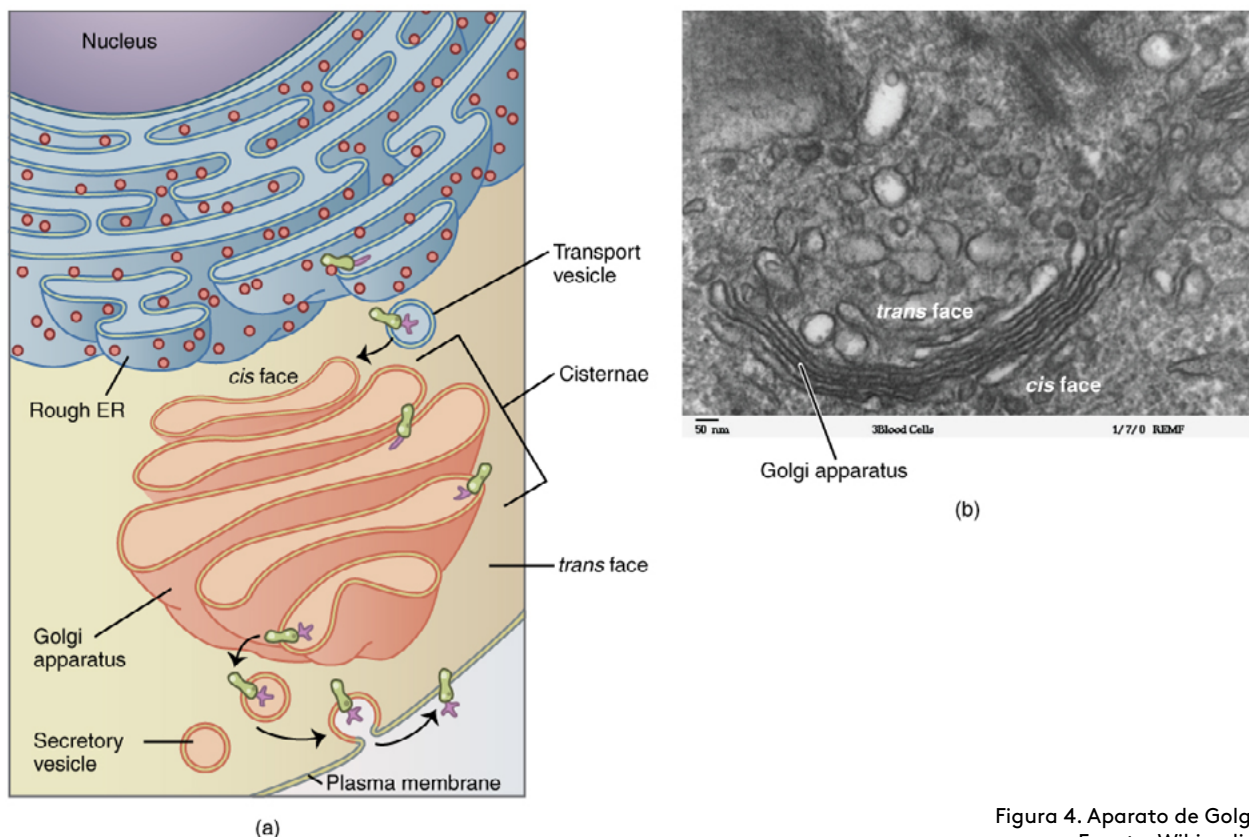 Nucleus
Transport
vesicle
cis face
Cisternae
Rough ER
trans face
Golgi
apparatus
Secretory
vesicle
Plasma membrane
(a)
trans face
cis face
50 nm
3Blood Cells
1/7/0 REMF
Golgi apparatus
(b)
Figura 4. Aparato de Golg